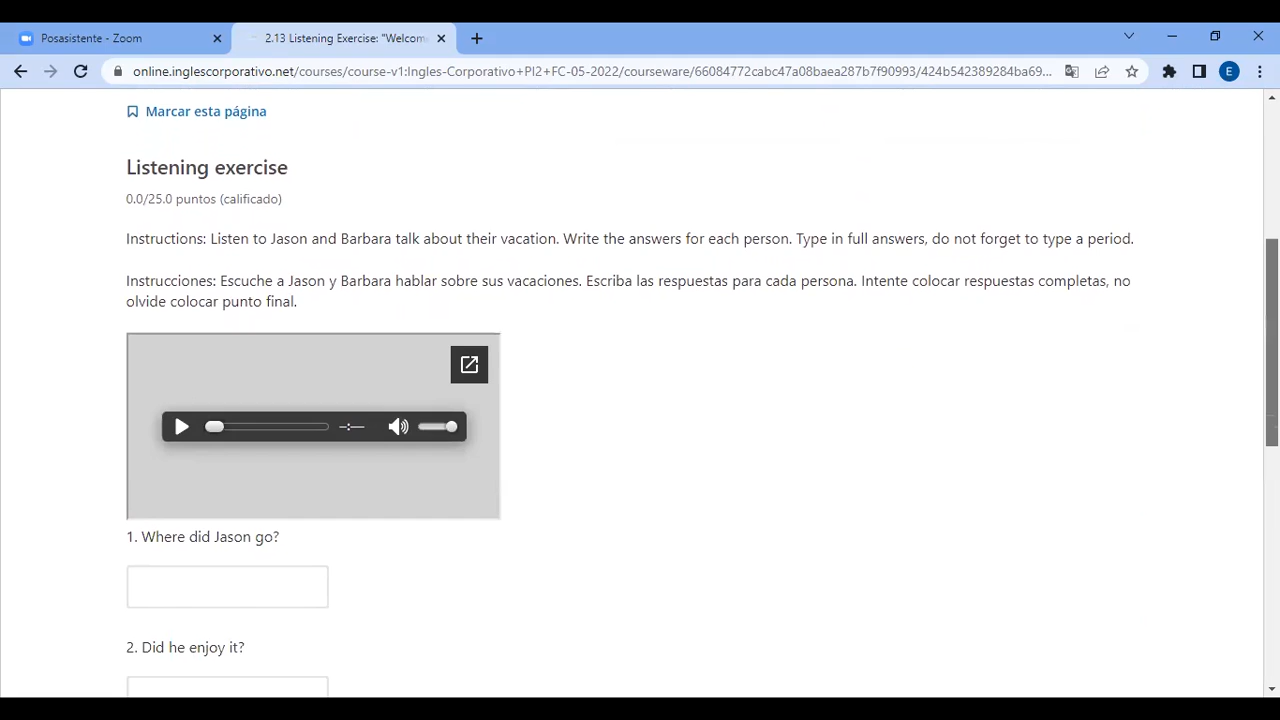 Posasistente - Zoom
2.13 Listening Exercise: "Welcom
online.inglescorporativo.net/courses/course-v1:Ingles-Corporativo+PI2+FC-05-2022/courseware/66084772cabc47a08baea287b7f90993/424b542389284ba69...
E
Marcar esta página
Listening exercise
0.0/25.0 puntos (calificado)
Instructions: Listen to Jason and Barbara talk about their vacation. Write the answers for each person. Type in full answers, do not forget to type a period.
Instrucciones: Escuche a Jason y Barbara hablar sobre sus vacaciones. Escriba las respuestas para cada persona. Intente colocar respuestas completas, no
olvide colocar punto final.
-:--
1. Where did Jason go?
2. Did he enjoy it?